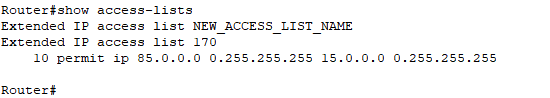 Router#show access-lists
Extended IP access list NEW_ACCESS_LIST_NAME
Extended IP access list 170
    10 permit ip 85.0.0.0 0.255.255.255 15.0.0.0 0.255.255.255
Router#